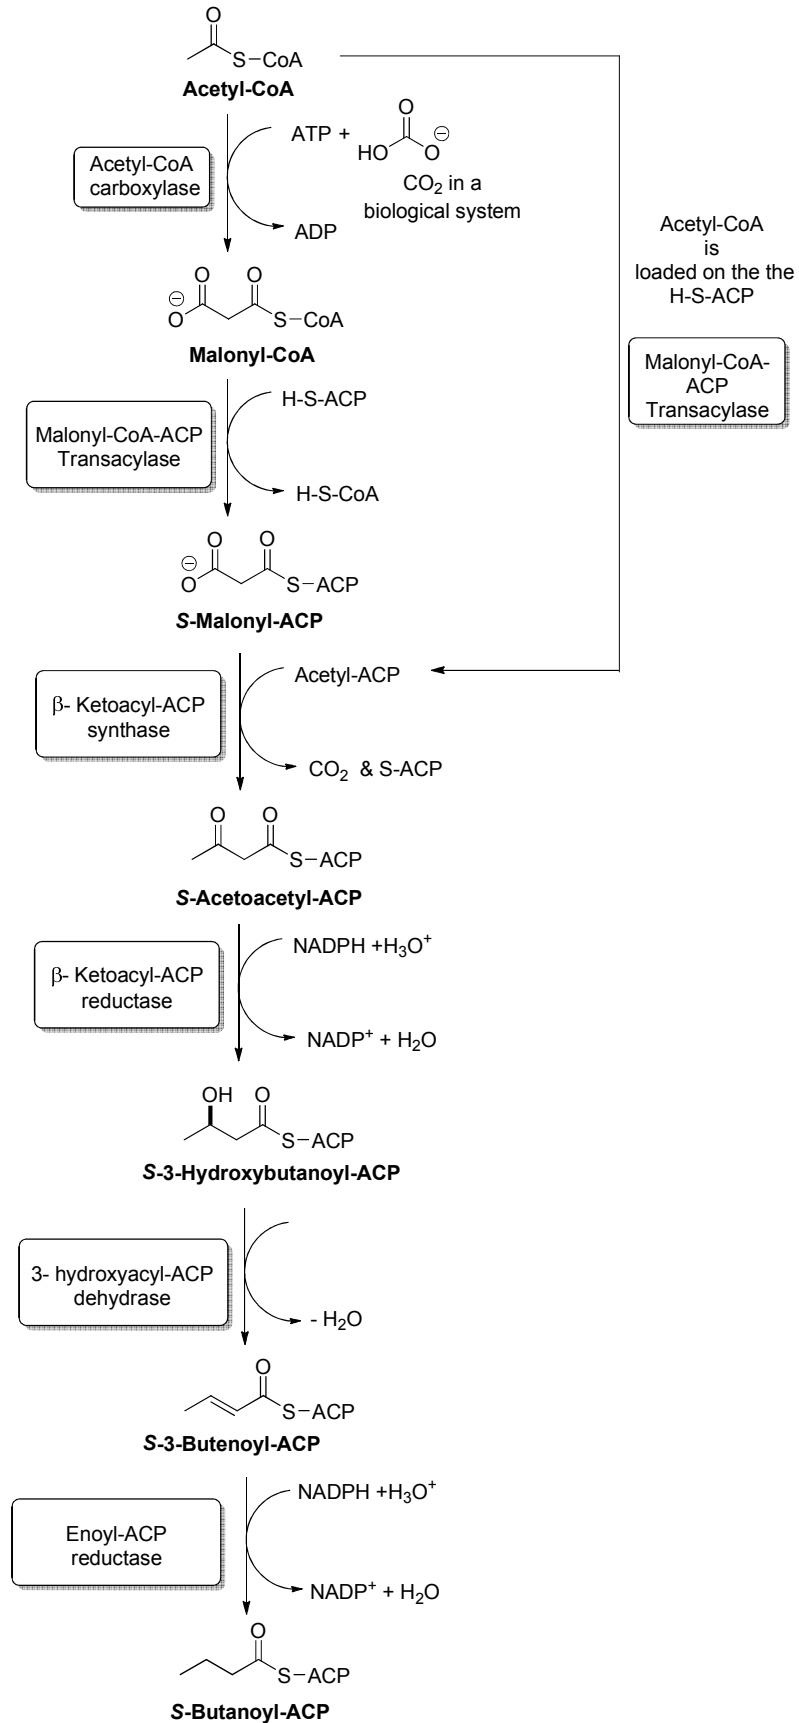 O
S-CoA
Acetyl-CoA
Acetyl-CoA
carboxylase
ATP +
O
HO
O
⊖
CO₂ in a
biological system
ADP
O
O
⊖
O
S-CoA
Malonyl-CoA
Acetyl-CoA
is
loaded on the the
H-S-ACP
Malonyl-CoA-
ACP
Transacylase
Malonyl-CoA-ACP
Transacylase
H-S-ACP
H-S-CoA
O
O
⊖
O
S-ACP
S-Malonyl-ACP
β- Ketoacyl-ACP
synthase
Acetyl-ACP
CO₂ & S-ACP
O
O
S-ACP
S-Acetoacetyl-ACP
β- Ketoacyl-ACP
reductase
NADPH +H₃O⁺
NADP⁺ + H₂O
OH
O
S-ACP
S-3-Hydroxybutanoyl-ACP
3- hydroxyacyl-ACP
dehydrase
- H₂O
O
S-ACP
S-3-Butenoyl-ACP
Enoyl-ACP
reductase
NADPH +H₃O⁺
NADP⁺ + H₂O
O
S-ACP
S-Butanoyl-ACP